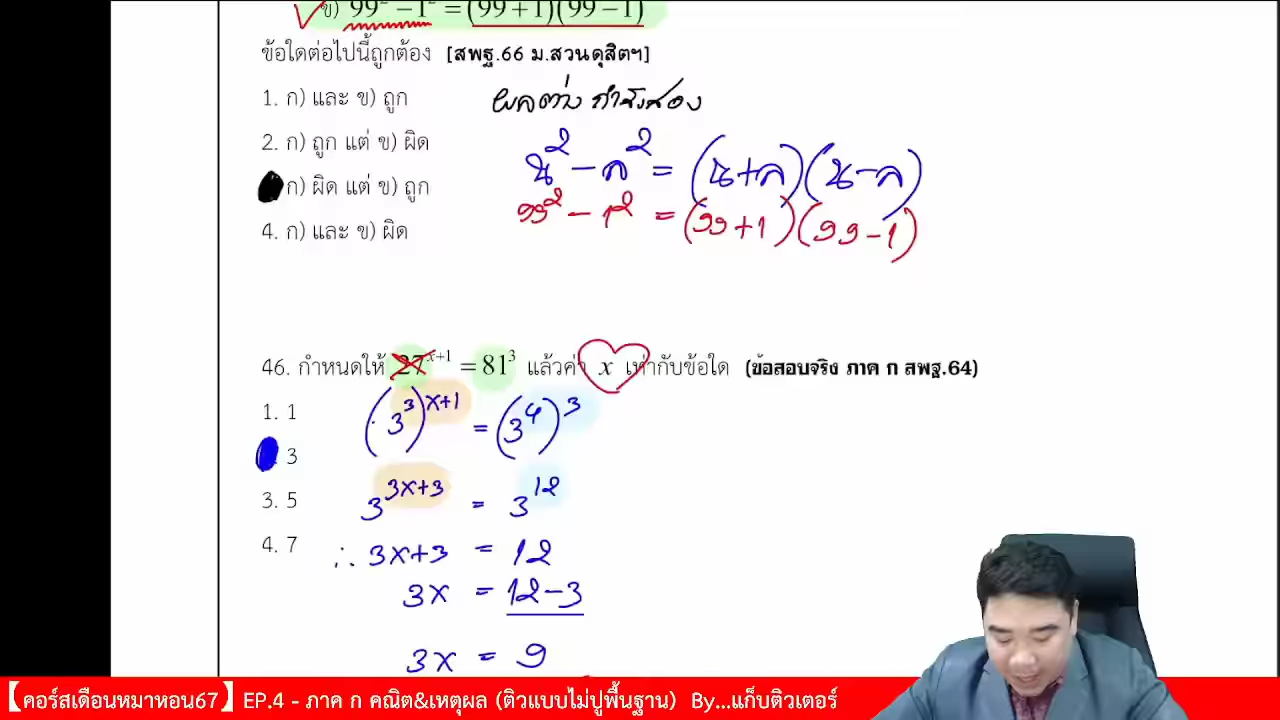 ข) 99² − 1² = (99 + 1)(99 − 1)
ข้อใดต่อไปนี้ถูกต้อง [สพฐ.66 ม.สวนดุสิตฯ]
1. ก) และ ข) ถูก
ผลต่างกำลังสอง
2. ก) ถูก แต่ ข) ผิด
น² − ล² = (น+ล)(น−ล)
ก) ผิด แต่ ข) ถูก
99² − 1² = (99+1)(99−1)
4. ก) และ ข) ผิด
46. กำหนดให้ 27^{x+1} = 81³ แล้วค่า x เท่ากับข้อใด (ข้อสอบจริง ภาค ก สพฐ.64)
1. 1
(3³)^{x+1} = (3⁴)³
3
3^{3x+3} = 3^{12}
3. 5
4. 7
∴ 3x+3 = 12
3x = 12−3
3x = 9
【คอร์สเดือนหมาหอน67】 EP.4 - ภาค ก คณิต&เหตุผล (ติวแบบไม่ปูพื้นฐาน) By...แก็บติวเตอร์